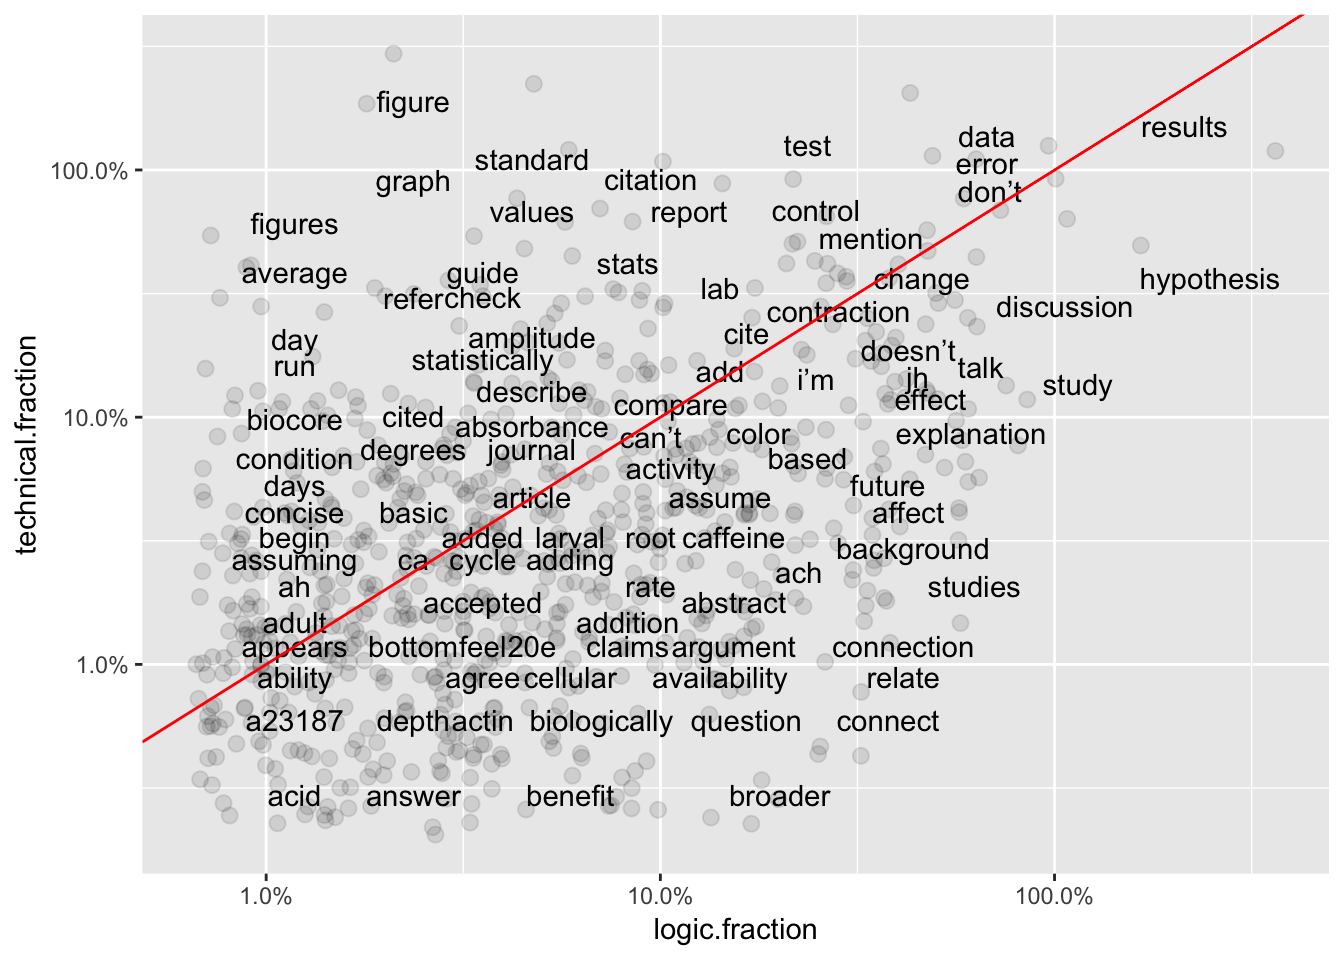 figure
results
data
test
standard
error
graph
citation
don't
values
report
control
figures
mention
stats
average
guide
change
hypothesis
lab
refercheck
discussion
contraction
cite
day
amplitude
doesn't
statistically
run
talk
add
i'm
jh
study
describe
effect
compare
biocore
cited
absorbance
can't
color
explanation
degrees
journal
condition
based
activity
days
future
article
assume
concise
basic
affect
begin
added
larval
root
caffeine
background
assuming
ca
cycle
adding
ach
ah
rate
studies
accepted
abstract
adult
addition
appears
bottomfeel20e
claims
argument
connection
ability
agree
cellular
availability
relate
a23187
depthactin
biologically
question
connect
acid
answer
benefit
broader
100.0%
10.0%
1.0%
technical.fraction
1.0%
10.0%
100.0%
logic.fraction